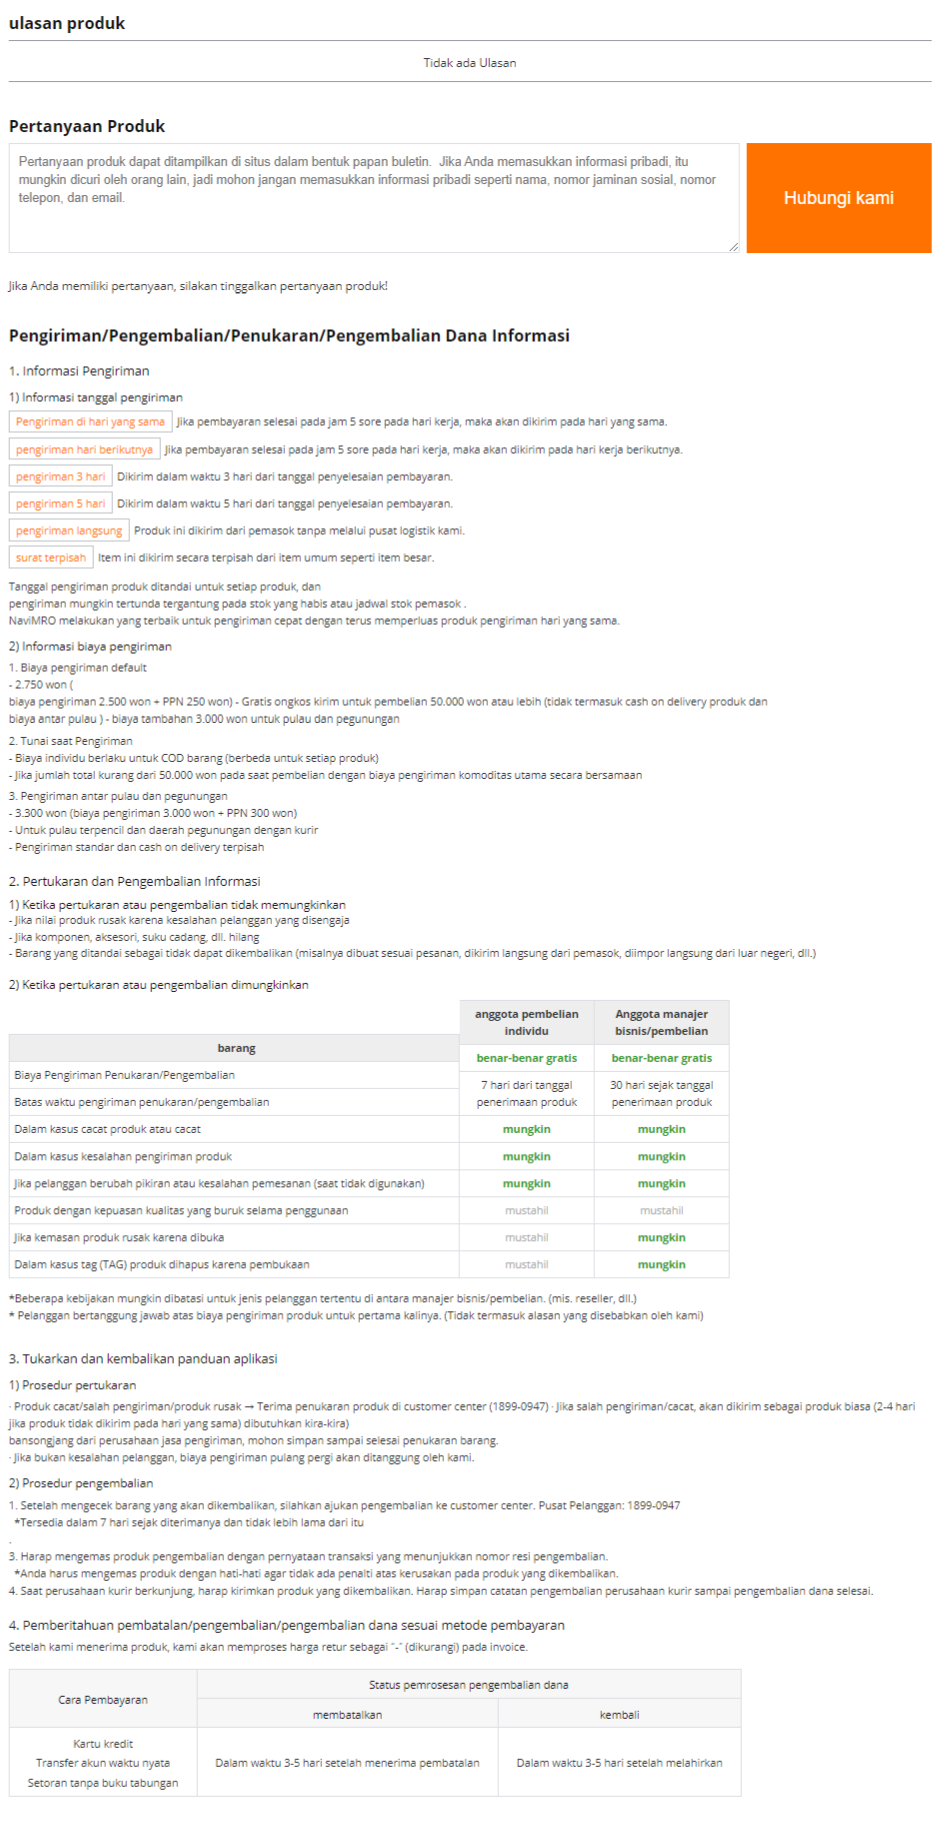 ulasan produk
Tidak ada Ulasan
Pertanyaan Produk
Pertanyaan produk dapat ditampilkan di situs dalam bentuk papan buletin.  Jika Anda memasukkan informasi pribadi, itu
mungkin dicuri oleh orang lain, jadi mohon jangan memasukkan informasi pribadi seperti nama, nomor jaminan sosial, nomor
telepon, dan email.
Hubungi kami
Jika Anda memiliki pertanyaan, silakan tinggalkan pertanyaan produk!
Pengiriman/Pengembalian/Penukaran/Pengembalian Dana Informasi
1. Informasi Pengiriman
1) Informasi tanggal pengiriman
Pengiriman di hari yang sama Jika pembayaran selesai pada jam 5 sore pada hari kerja, maka akan dikirim pada hari yang sama.
pengiriman hari berikutnya Jika pembayaran selesai pada jam 5 sore pada hari kerja, maka akan dikirim pada hari kerja berikutnya.
pengiriman 3 hari Dikirim dalam waktu 3 hari dari tanggal penyelesaian pembayaran.
pengiriman 5 hari Dikirim dalam waktu 5 hari dari tanggal penyelesaian pembayaran.
pengiriman langsung Produk ini dikirim dari pemasok tanpa melalui pusat logistik kami.
surat terpisah Item ini dikirim secara terpisah dari item umum seperti item besar.
Tanggal pengiriman produk ditandai untuk setiap produk, dan
pengiriman mungkin tertunda tergantung pada stok yang habis atau jadwal stok pemasok .
NaviMRO melakukan yang terbaik untuk pengiriman cepat dengan terus memperluas produk pengiriman hari yang sama.
2) Informasi biaya pengiriman
1. Biaya pengiriman default
- 2.750 won (
biaya pengiriman 2.500 won + PPN 250 won) - Gratis ongkos kirim untuk pembelian 50.000 won atau lebih (tidak termasuk cash on delivery produk dan
biaya antar pulau ) - biaya tambahan 3.000 won untuk pulau dan pegunungan
2. Tunai saat Pengiriman
- Biaya individu berlaku untuk COD barang (berbeda untuk setiap produk)
- Jika jumlah total kurang dari 50.000 won pada saat pembelian dengan biaya pengiriman komoditas utama secara bersamaan
3. Pengiriman antar pulau dan pegunungan
- 3.300 won (biaya pengiriman 3.000 won + PPN 300 won)
- Untuk pulau terpencil dan daerah pegunungan dengan kurir
- Pengiriman standar dan cash on delivery terpisah
2. Pertukaran dan Pengembalian Informasi
1) Ketika pertukaran atau pengembalian tidak memungkinkan
- Jika nilai produk rusak karena kesalahan pelanggan yang disengaja
- Jika komponen, aksesori, suku cadang, dll. hilang
- Barang yang ditandai sebagai tidak dapat dikembalikan (misalnya dibuat sesuai pesanan, dikirim langsung dari pemasok, diimpor langsung dari luar negeri, dll.)
2) Ketika pertukaran atau pengembalian dimungkinkan
barang
anggota pembelian
individu
Anggota manajer
bisnis/pembelian
Biaya Pengiriman Penukaran/Pengembalian
benar-benar gratis
benar-benar gratis
Batas waktu pengiriman penukaran/pengembalian
7 hari dari tanggal
penerimaan produk
30 hari sejak tanggal
penerimaan produk
Dalam kasus cacat produk atau cacat
mungkin
mungkin
Dalam kasus kesalahan pengiriman produk
mungkin
mungkin
Jika pelanggan berubah pikiran atau kesalahan pemesanan (saat tidak digunakan)
mungkin
mungkin
Produk dengan kepuasan kualitas yang buruk selama penggunaan
mustahil
mustahil
Jika kemasan produk rusak karena dibuka
mustahil
mungkin
Dalam kasus tag (TAG) produk dihapus karena pembukaan
mustahil
mungkin
*Beberapa kebijakan mungkin dibatasi untuk jenis pelanggan tertentu di antara manajer bisnis/pembelian. (mis. reseller, dll.)
* Pelanggan bertanggung jawab atas biaya pengiriman produk untuk pertama kalinya. (Tidak termasuk alasan yang disebabkan oleh kami)
3. Tukarkan dan kembalikan panduan aplikasi
1) Prosedur pertukaran
· Produk cacat/salah pengiriman/produk rusak → Terima penukaran produk di customer center (1899-0947) · Jika salah pengiriman/cacat, akan dikirim sebagai produk biasa (2-4 hari
jika produk tidak dikirim pada hari yang sama) dibutuhkan kira-kira)
bansongjang dari perusahaan jasa pengiriman, mohon simpan sampai selesai penukaran barang.
· Jika bukan kesalahan pelanggan, biaya pengiriman pulang pergi akan ditanggung oleh kami.
2) Prosedur pengembalian
1. Setelah mengecek barang yang akan dikembalikan, silahkan ajukan pengembalian ke customer center. Pusat Pelanggan: 1899-0947
*Tersedia dalam 7 hari sejak diterimanya dan tidak lebih lama dari itu
.
3. Harap mengemas produk pengembalian dengan pernyataan transaksi yang menunjukkan nomor resi pengembalian.
*Anda harus mengemas produk dengan hati-hati agar tidak ada penalti atas kerusakan pada produk yang dikembalikan.
4. Saat perusahaan kurir berkunjung, harap kirimkan produk yang dikembalikan. Harap simpan catatan pengembalian perusahaan kurir sampai pengembalian dana selesai.
4. Pemberitahuan pembatalan/pengembalian/pengembalian dana sesuai metode pembayaran
Setelah kami menerima produk, kami akan memproses harga retur sebagai "-" (dikurangi) pada invoice.
Cara Pembayaran
Status pemrosesan pengembalian dana
membatalkan
kembali
Kartu kredit
Transfer akun waktu nyata
Setoran tanpa buku tabungan
Dalam waktu 3-5 hari setelah menerima pembatalan
Dalam waktu 3-5 hari setelah melahirkan